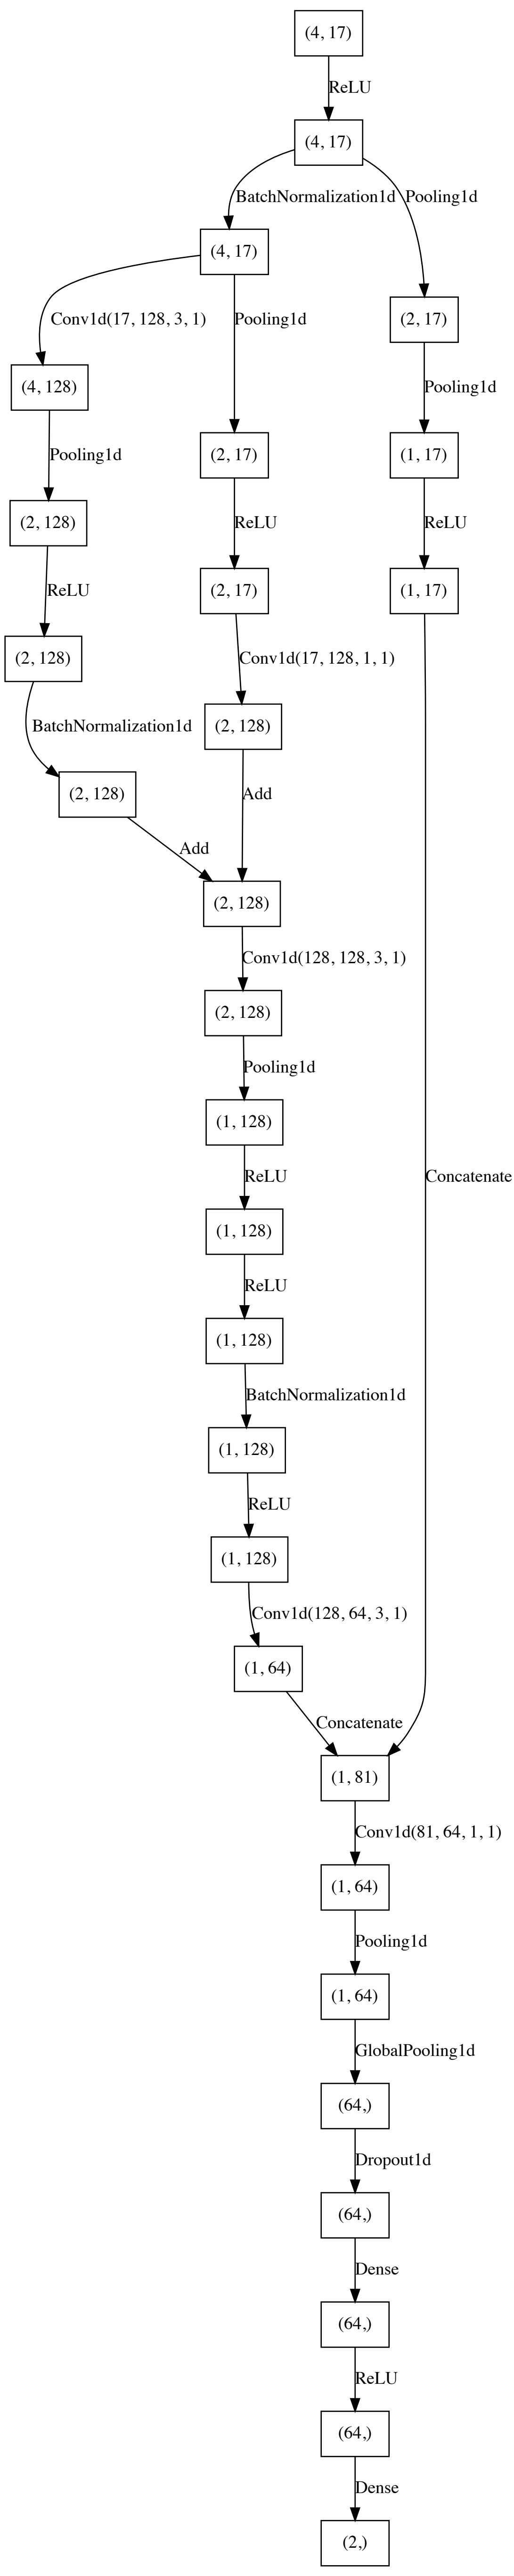 (4, 17)
ReLU
(4, 17)
BatchNormalization1d
Pooling1d
(4, 17)
(2, 17)
Conv1d(17, 128, 3, 1)
Pooling1d
(4, 128)
Pooling1d
(2, 17)
(1, 17)
Pooling1d
(2, 128)
ReLU
ReLU
(2, 17)
(1, 17)
ReLU
(2, 128)
Conv1d(17, 128, 1, 1)
BatchNormalization1d
(2, 128)
(2, 128)
Add
Add
(2, 128)
Conv1d(128, 128, 3, 1)
(2, 128)
Pooling1d
(1, 128)
ReLU
Concatenate
(1, 128)
ReLU
(1, 128)
BatchNormalization1d
(1, 128)
ReLU
(1, 128)
Conv1d(128, 64, 3, 1)
(1, 64)
Concatenate
(1, 81)
Conv1d(81, 64, 1, 1)
(1, 64)
Pooling1d
(1, 64)
GlobalPooling1d
(64,)
Dropout1d
(64,)
Dense
(64,)
ReLU
(64,)
Dense
(2,)